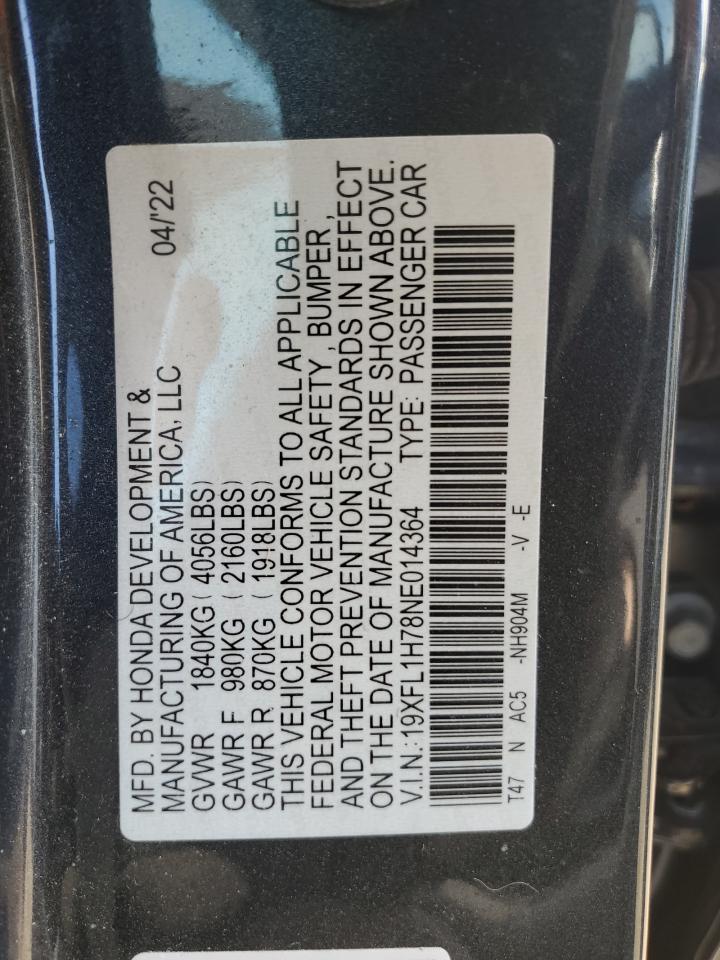 MFD. BY HONDA DEVELOPMENT &
MANUFACTURING OF AMERICA, LLC 04/'22
GVWR 1840KG ( 4056LBS)
GAWR F 980KG ( 2160LBS)
GAWR R 870KG ( 1918LBS)
THIS VEHICLE CONFORMS TO ALL APPLICABLE
FEDERAL MOTOR VEHICLE SAFETY , BUMPER ,
AND THEFT PREVENTION STANDARDS IN EFFECT
ON THE DATE OF MANUFACTURE SHOWN ABOVE.
V.I.N.:19XFL1H78NE014364 TYPE: PASSENGER CAR
T47 N AC5 -NH904M -V -E